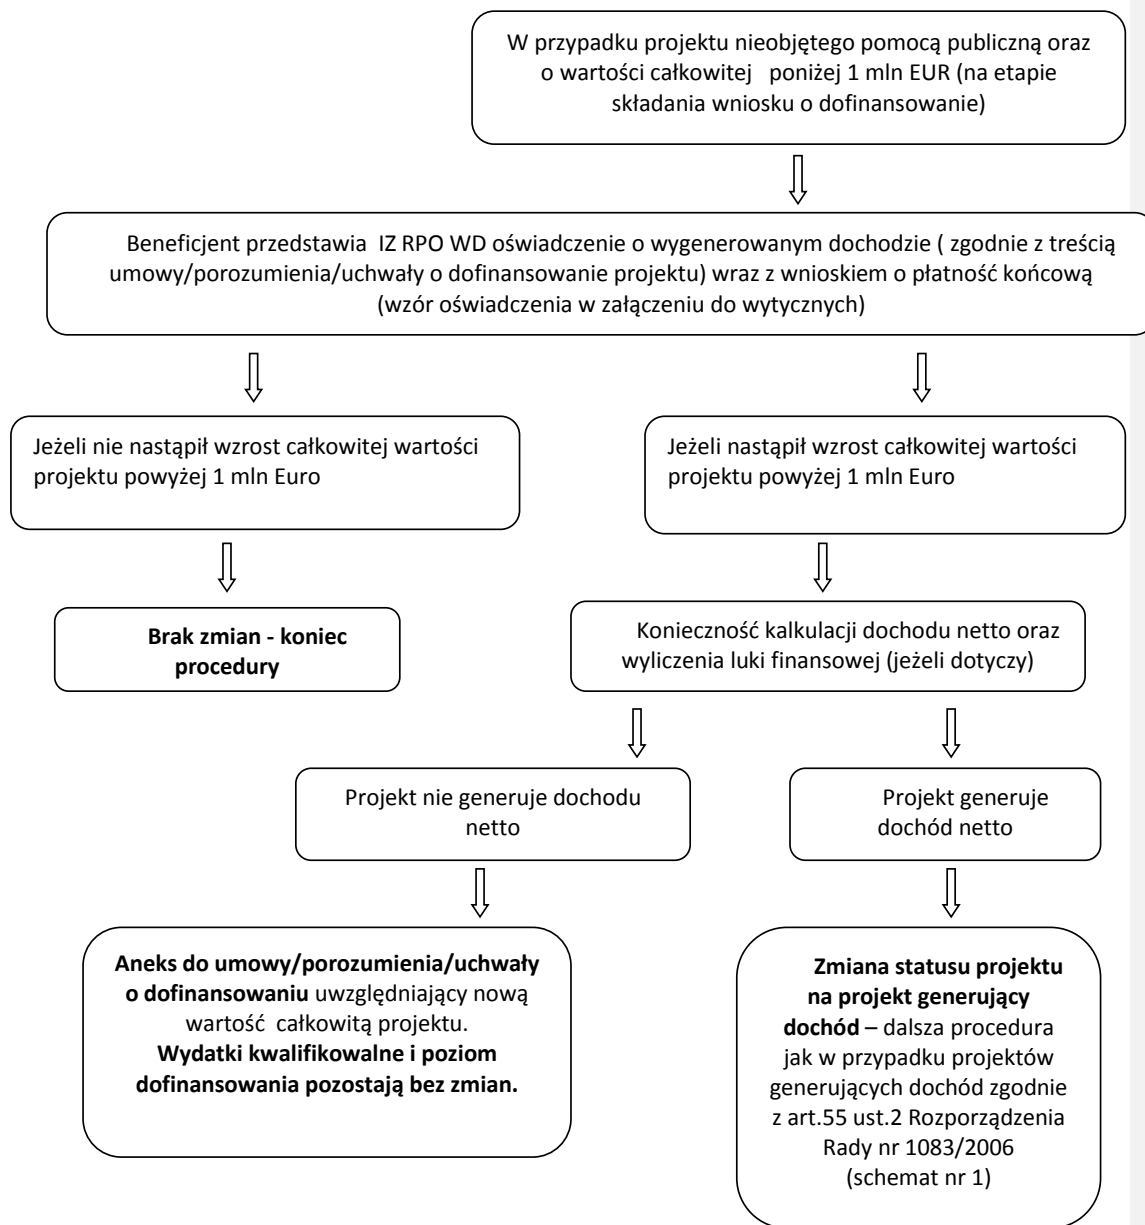 W przypadku projektu nieobjętego pomocą publiczną oraz
o wartości całkowitej poniżej 1 mln EUR (na etapie
składania wniosku o dofinansowanie)
Beneficjent przedstawia IZ RPO WD oświadczenie o wygenerowanym dochodzie ( zgodnie z treścią
umowy/porozumienia/uchwały o dofinansowanie projektu) wraz z wnioskiem o płatność końcową
(wzór oświadczenia w załączeniu do wytycznych)
Jeżeli nie nastąpił wzrost całkowitej wartości
projektu powyżej 1 mln Euro
Jeżeli nastąpił wzrost całkowitej wartości
projektu powyżej 1 mln Euro
Brak zmian - koniec
procedury
Konieczność kalkulacji dochodu netto oraz
wyliczenia luki finansowej (jeżeli dotyczy)
Projekt nie generuje dochodu
netto
Projekt generuje
dochód netto
Aneks do umowy/porozumienia/uchwały
o dofinansowaniu uwzględniający nową
wartość całkowitą projektu.
Wydatki kwalifikowalne i poziom
dofinansowania pozostają bez zmian.
Zmiana statusu projektu
na projekt generujący
dochód – dalsza procedura
jak w przypadku projektów
generujących dochód zgodnie
z art.55 ust.2 Rozporządzenia
Rady nr 1083/2006
(schemat nr 1)